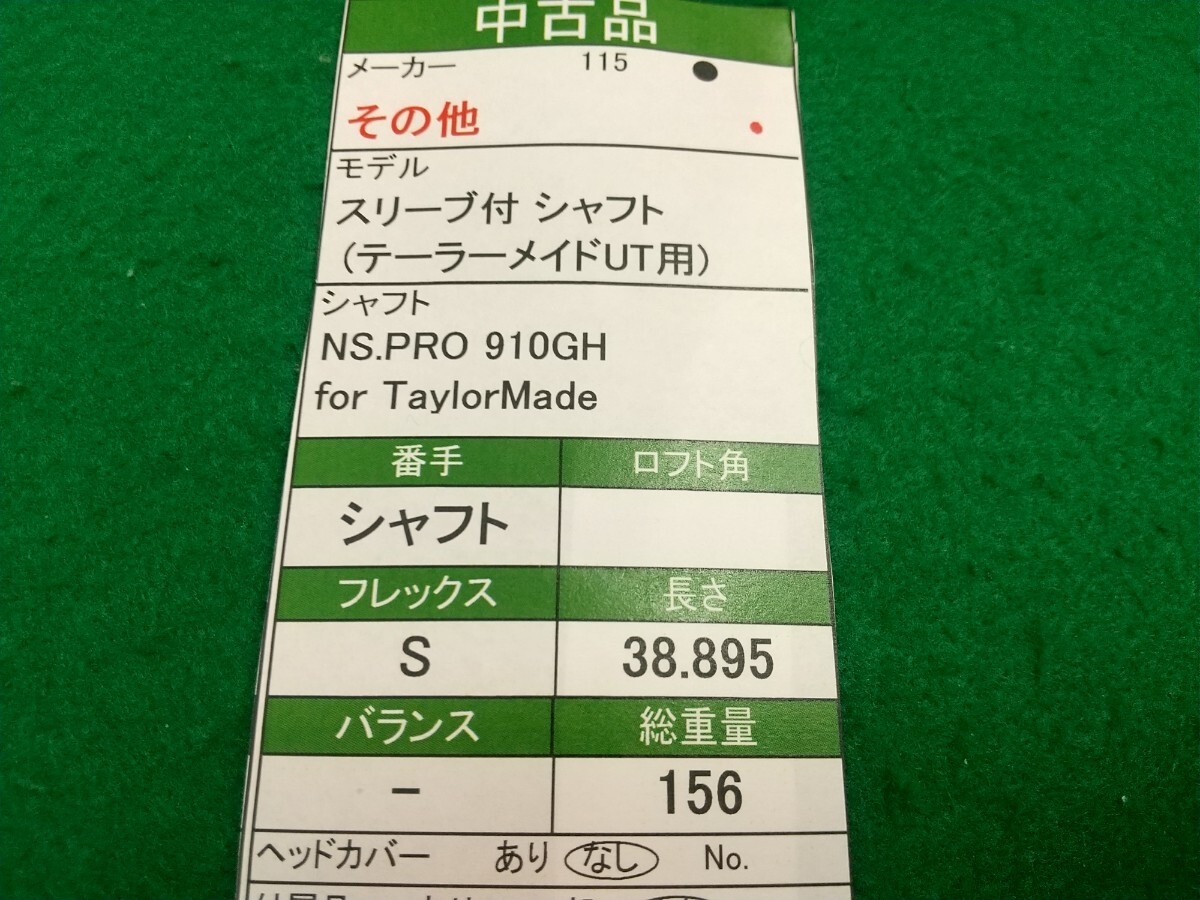 中古品
メーカー 115
その他
モデル
スリーブ付 シャフト
（テーラーメイドUT用）
シャフト
NS.PRO 910GH
for TaylorMade
番手 ロフト角
シャフト
フレックス 長さ
S 38.895
バランス 総重量
- 156
ヘッドカバー あり なし No.